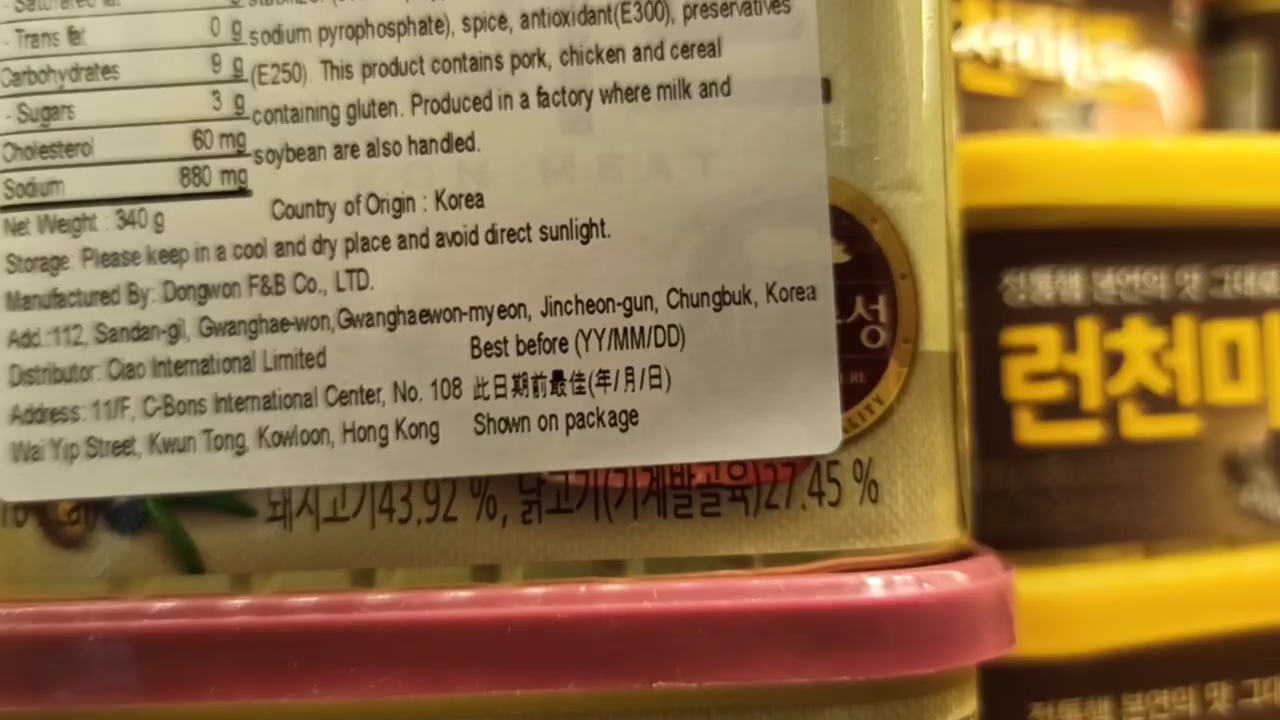 - Trans fat 0 g
Carbohydrates 9 g
- Sugars 3 g
Cholesterol 60 mg
Sodium 880 mg
sodium pyrophosphate), spice, antioxidant(E300), preservatives
(E250). This product contains pork, chicken and cereal
containing gluten. Produced in a factory where milk and
soybean are also handled.
Net Weight : 340 g
Country of Origin : Korea
Storage: Please keep in a cool and dry place and avoid direct sunlight.
Manufactured By: Dongwon F&B Co., LTD.
Add.:112, Sandan-gil, Gwanghae-won,Gwanghaewon-myeon, Jincheon-gun, Chungbuk, Korea
Distributor: Qiao International Limited
Address: 11/F, C-Bons International Center, No. 108
Wai Yip Street, Kwun Tong, Kowloon, Hong Kong
Best before (YY/MM/DD)
此日期前最佳(年/月/日)
Shown on package
돼지고기43.92 %, 닭고기(기계발골육)27.45 %
성
ITY
런천미